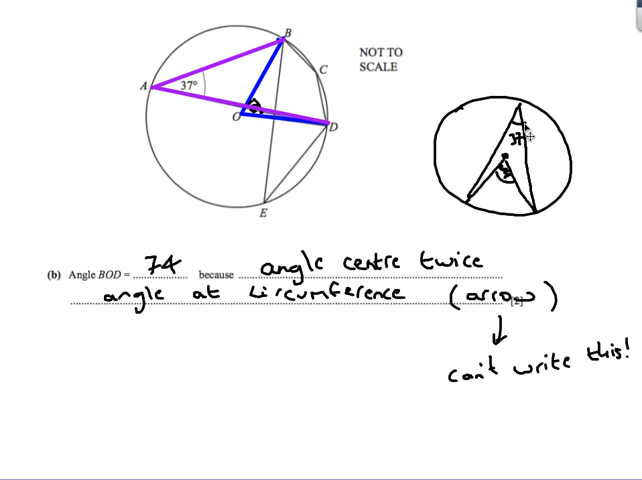 B
NOT TO
SCALE
C
A
37°
O
D
37
E
(b) Angle BOD = 74 because angle centre twice
angle at circumference (arrow) [2]
can't write this!